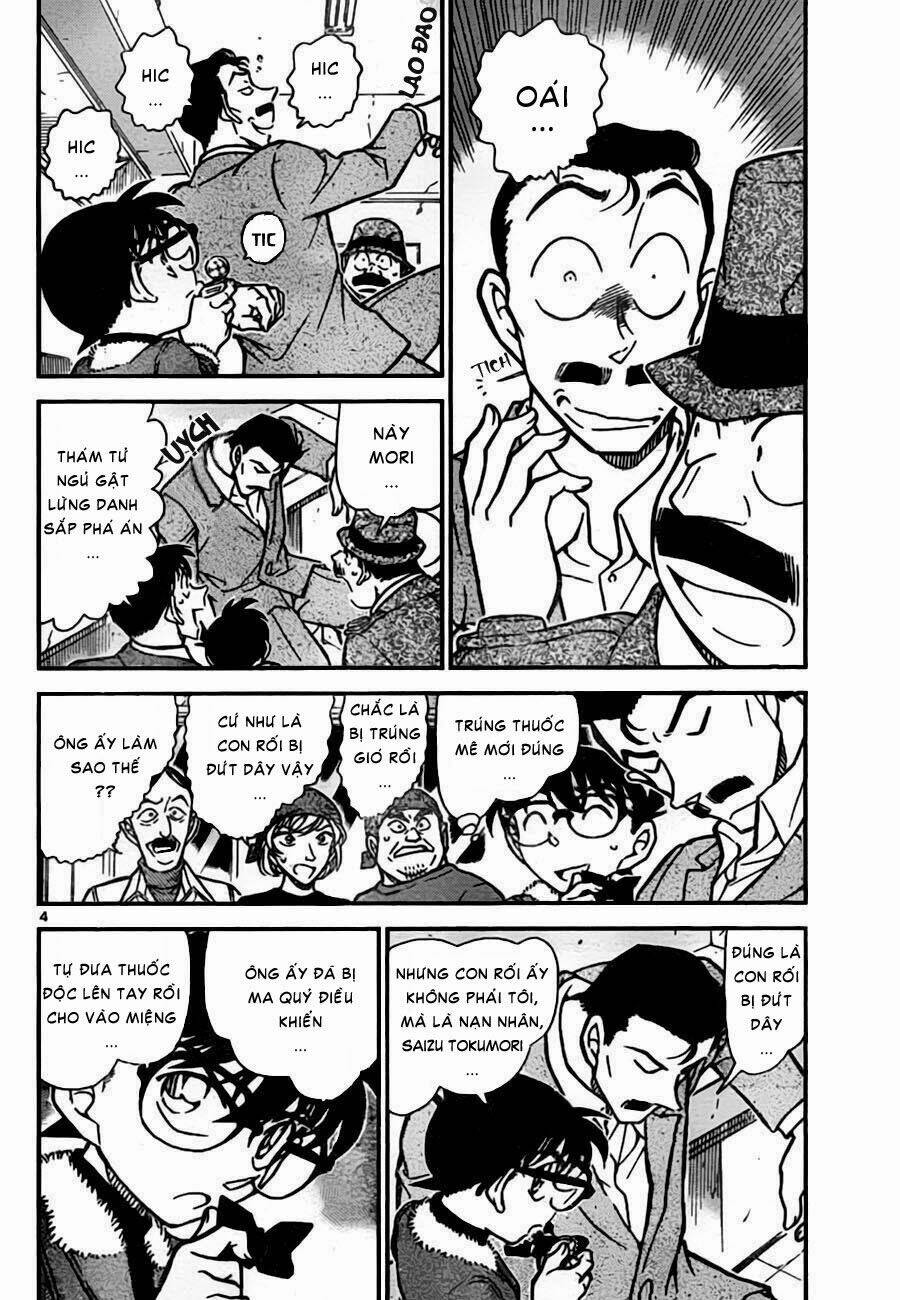 OÁI
...
TÍCH
LẢO ĐẢO
HIC
...
HIC
...
HIC
...
TIC
NÀY
MORI
...
UỴCH
THÁM TỬ
NGỦ GẬT
LỪNG DANH
SẮP PHÁ ÁN
...
TRÚNG THUỐC
MÊ MỚI ĐÚNG
...
CHẮC LÀ
BỊ TRÚNG
GIÓ RỒI
CỨ NHƯ LÀ
CON RỐI BỊ
ĐỨT DÂY VẬY
...
ÔNG ẤY LÀM
SAO THẾ
??
4
ĐÚNG LÀ
CON RỐI
BỊ ĐỨT
DÂY
...
NHƯNG CON RỐI ẤY
KHÔNG PHẢI TÔI,
MÀ LÀ NẠN NHÂN,
SAIZU TOKUMORI
...
ÔNG ẤY ĐÃ BỊ
MA QUỶ ĐIỀU
KHIỂN
...
TỰ ĐƯA THUỐC
ĐỘC LÊN TAY RỒI
CHO VÀO MIỆNG
...